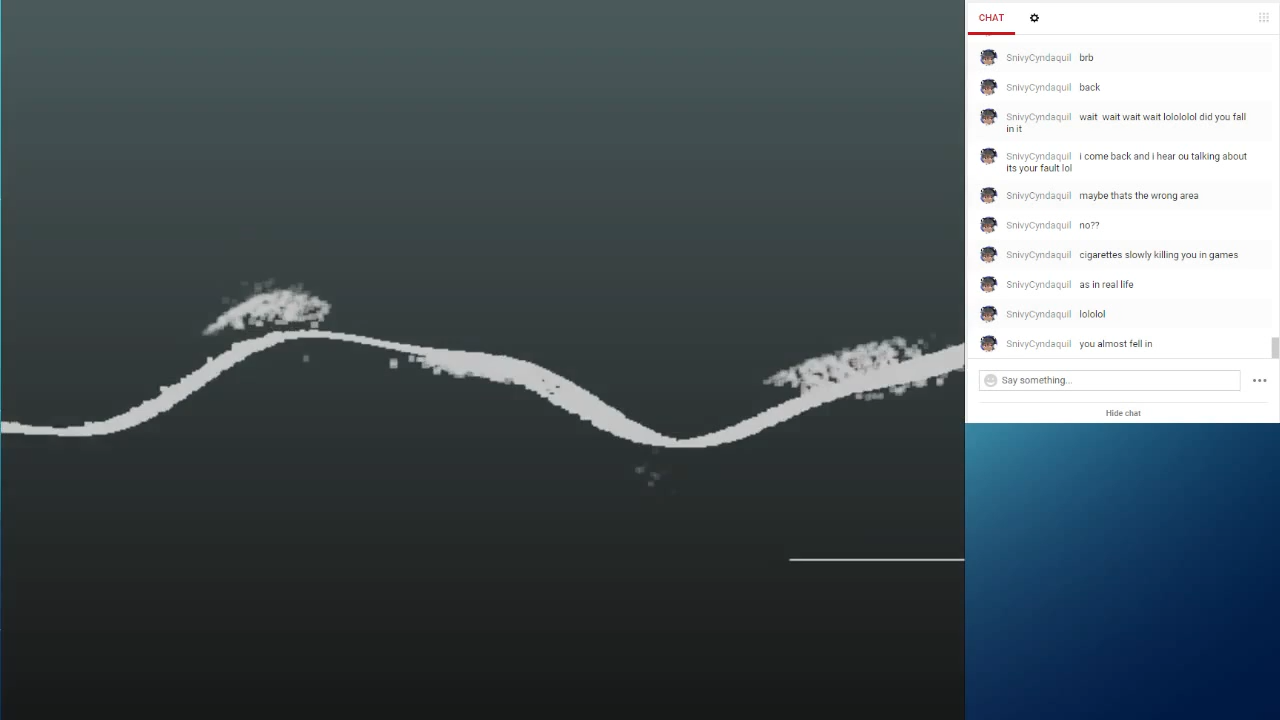 CHAT
SnivyCyndaquil brb
SnivyCyndaquil back
SnivyCyndaquil wait  wait wait wait lolololol did you fall
in it
SnivyCyndaquil i come back and i hear ou talking about
its your fault lol
SnivyCyndaquil maybe thats the wrong area
SnivyCyndaquil no??
SnivyCyndaquil cigarettes slowly killing you in games
SnivyCyndaquil as in real life
SnivyCyndaquil lololol
SnivyCyndaquil you almost fell in
Say something...
Hide chat